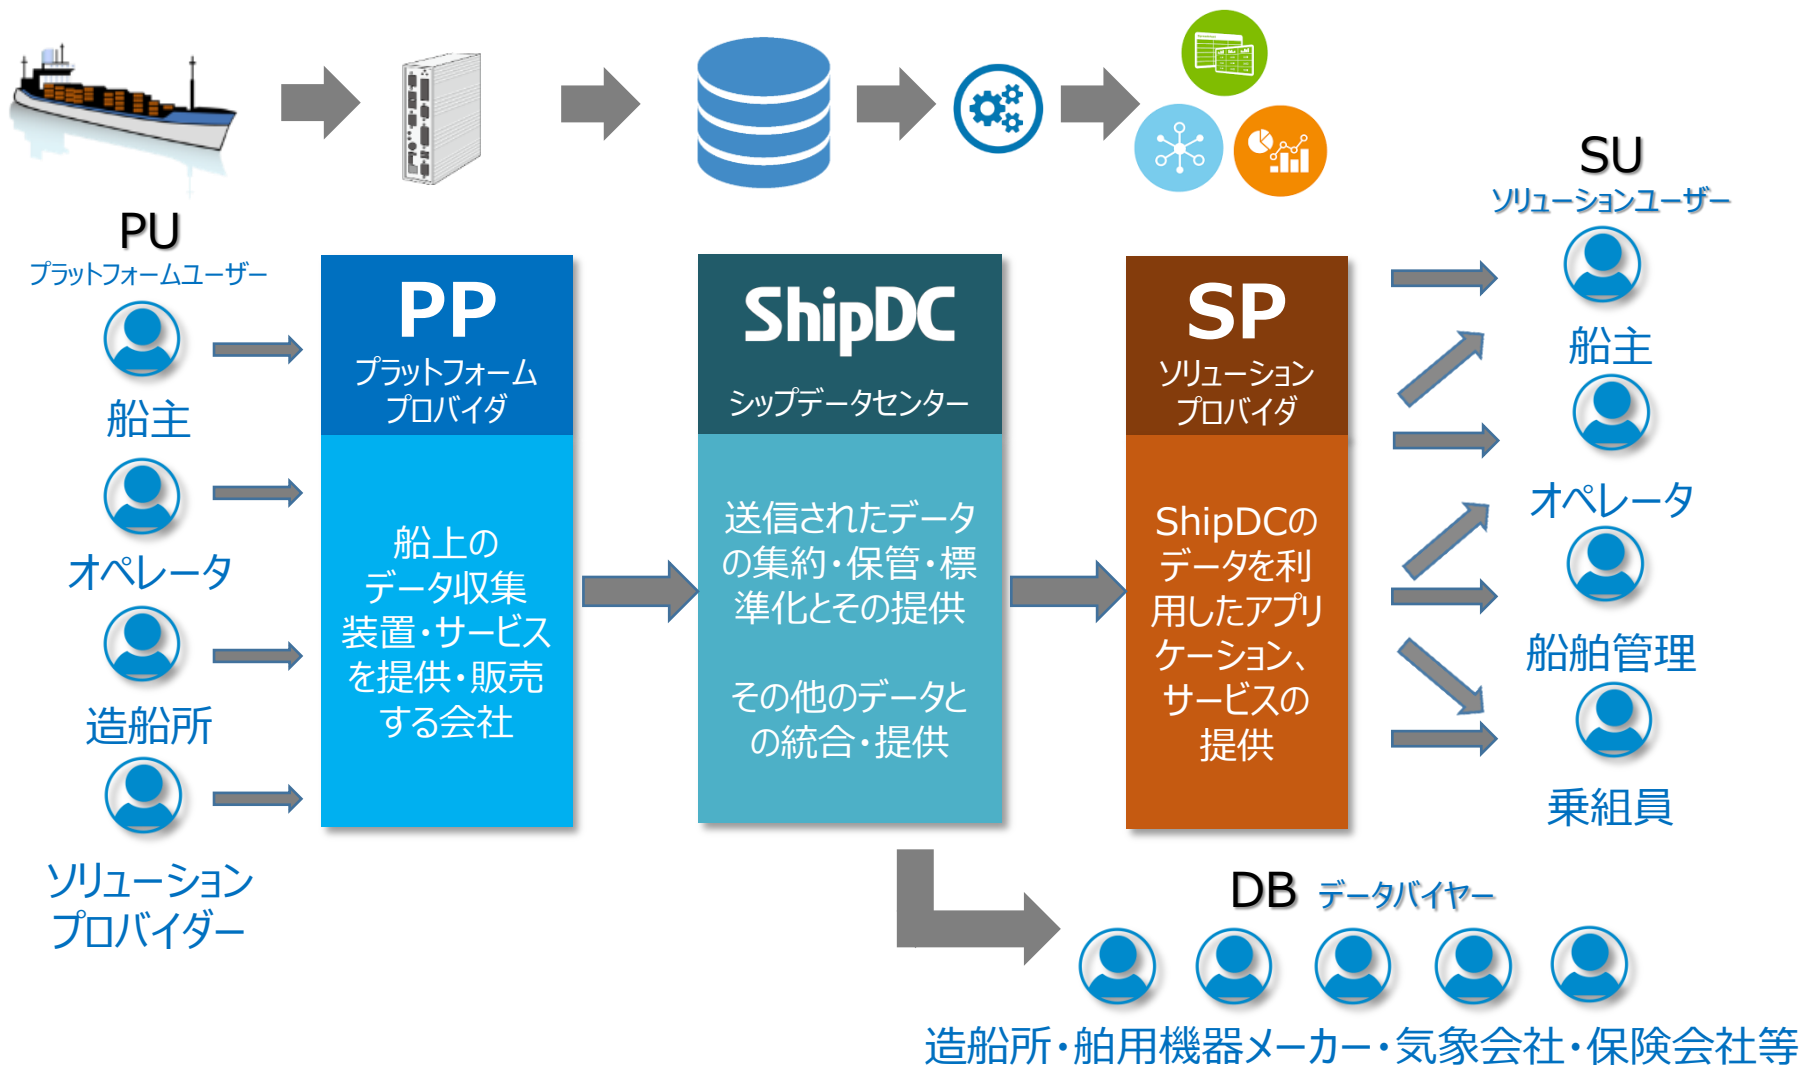 PU
プラットフォームユーザー
船主
オペレータ
造船所
ソリューション
プロバイダー
PP
プラットフォーム
プロバイダ
船上の
データ収集
装置・サービス
を提供・販売
する会社
ShipDC
シップデータセンター
送信されたデータ
の集約・保管・標
準化とその提供
その他のデータと
の統合・提供
SP
ソリューション
プロバイダ
ShipDCの
データを利
用したアプリ
ケーション、
サービスの
提供
SU
ソリューションユーザー
船主
オペレータ
船舶管理
乗組員
DB データバイヤー
造船所・舶用機器メーカー・気象会社・保険会社等